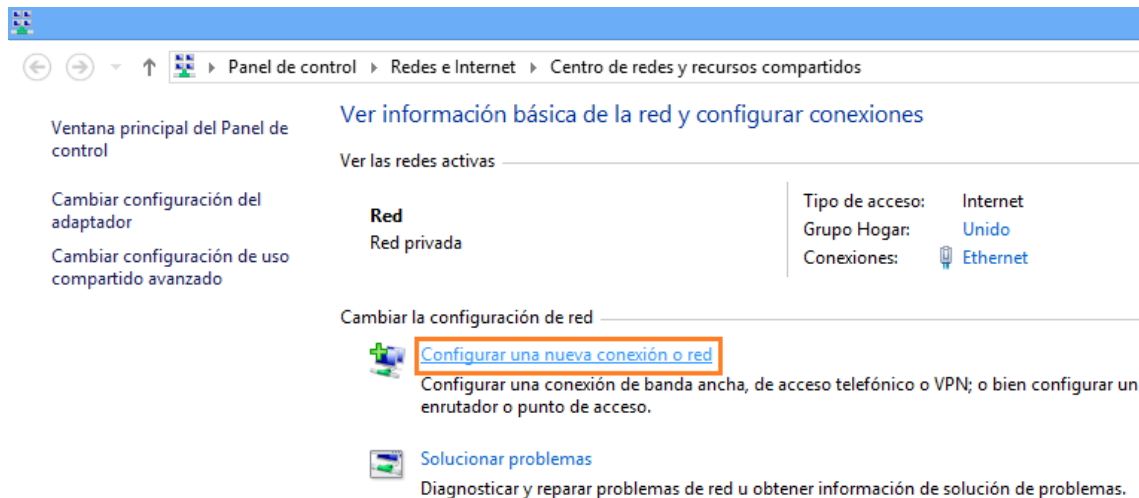 Panel de control Redes e Internet Centro de redes y recursos compartidos
Ventana principal del Panel de
control
Cambiar configuración del
adaptador
Cambiar configuración de uso
compartido avanzado
Ver información básica de la red y configurar conexiones
Ver las redes activas
Red
Red privada
Tipo de acceso: Internet
Grupo Hogar: Unido
Conexiones: Ethernet
Cambiar la configuración de red
Configurar una nueva conexión o red
Configurar una conexión de banda ancha, de acceso telefónico o VPN; o bien configurar un
enrutador o punto de acceso.
Solucionar problemas
Diagnosticar y reparar problemas de red u obtener información de solución de problemas.